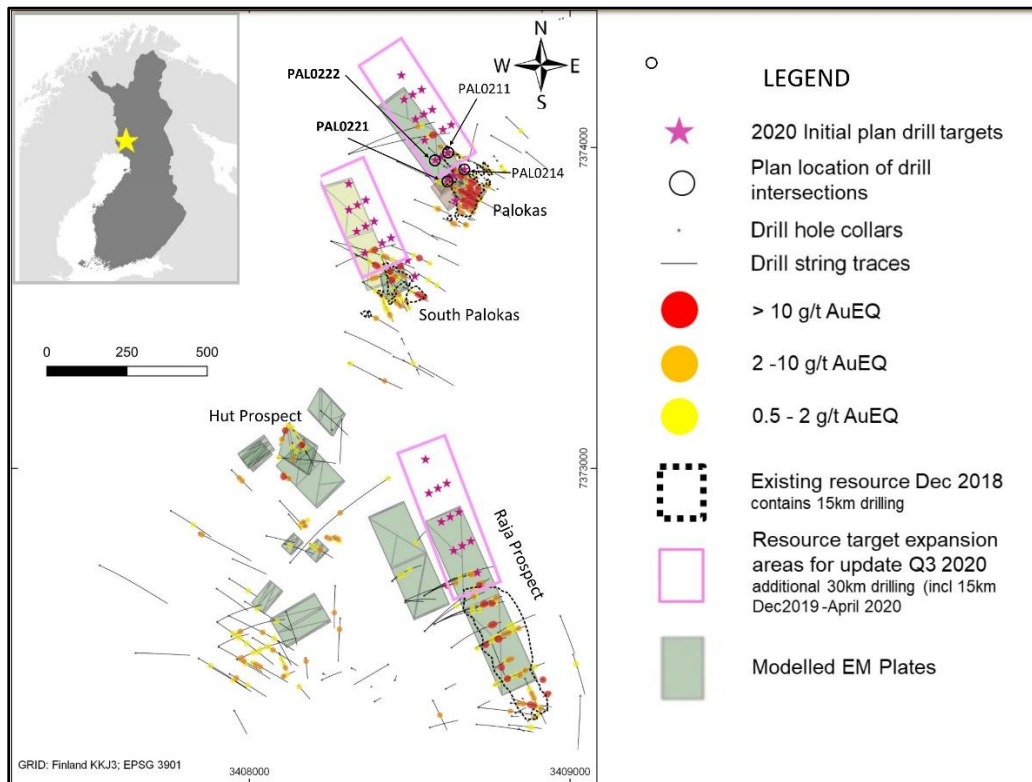 N
W E
S
PAL0222
PAL0211
PAL0221
PAL0214
7374000
Palokas
South Palokas
0 250 500
Hut Prospect
7373000
Raja Prospect
GRID: Finland KKJ3; EPSG 3901
3408000
3409000
LEGEND
2020 Initial plan drill targets
Plan location of drill
intersections
Drill hole collars
Drill string traces
> 10 g/t AuEQ
2 -10 g/t AuEQ
0.5 - 2 g/t AuEQ
Existing resource Dec 2018
contains 15km drilling
Resource target expansion
areas for update Q3 2020
additional 30km drilling (incl 15km
Dec2019 -April 2020
Modelled EM Plates